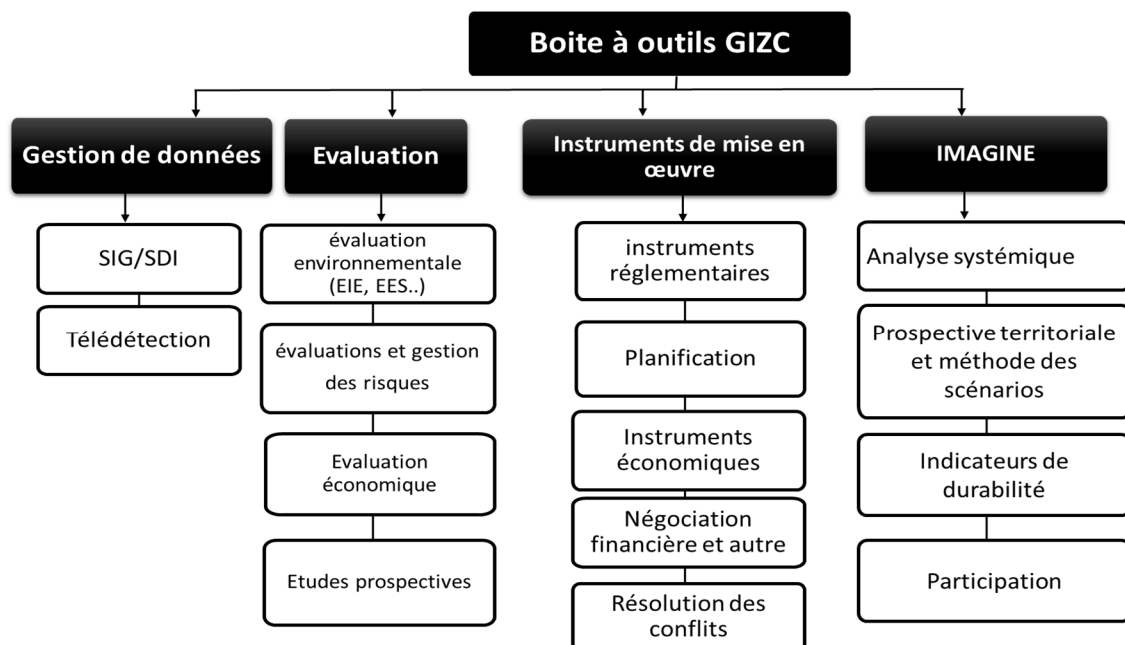 Boite à outils GIZC
Gestion de données
SIG/SDI
Télédétection
Evaluation
évaluation
environnementale
(EIE, EES..)
évaluations et gestion
des risques
Evaluation
économique
Etudes prospectives
Instruments de mise en
œuvre
instruments
réglementaires
Planification
Instruments
économiques
Négociation
financière et autre
Résolution des
conflits
IMAGINE
Analyse systémique
Prospective territoriale
et méthode des
scénarios
Indicateurs de
durabilité
Participation